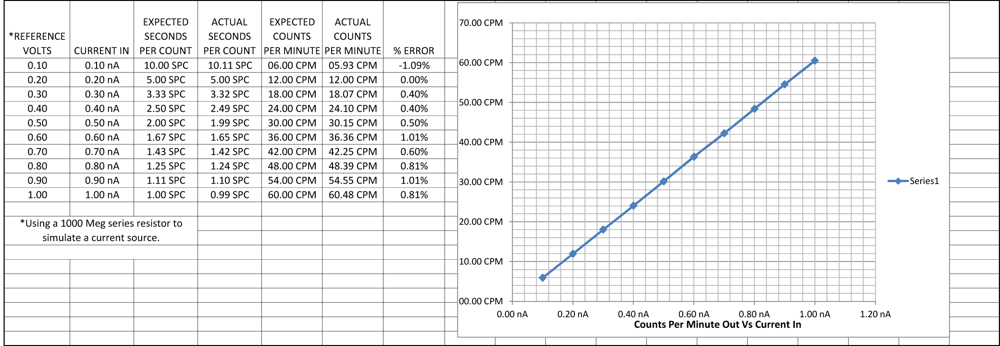 *REFERENCE VOLTS CURRENT IN EXPECTED SECONDS PER COUNT ACTUAL SECONDS PER COUNT EXPECTED COUNTS PER MINUTE ACTUAL COUNTS PER MINUTE % ERROR
0.10 0.10 nA 10.00 SPC 10.11 SPC 06.00 CPM 05.93 CPM -1.09%
0.20 0.20 nA 5.00 SPC 5.00 SPC 12.00 CPM 12.00 CPM 0.00%
0.30 0.30 nA 3.33 SPC 3.32 SPC 18.00 CPM 18.07 CPM 0.40%
0.40 0.40 nA 2.50 SPC 2.49 SPC 24.00 CPM 24.10 CPM 0.40%
0.50 0.50 nA 2.00 SPC 1.99 SPC 30.00 CPM 30.15 CPM 0.50%
0.60 0.60 nA 1.67 SPC 1.65 SPC 36.00 CPM 36.36 CPM 1.01%
0.70 0.70 nA 1.43 SPC 1.42 SPC 42.00 CPM 42.25 CPM 0.60%
0.80 0.80 nA 1.25 SPC 1.24 SPC 48.00 CPM 48.39 CPM 0.81%
0.90 0.90 nA 1.11 SPC 1.10 SPC 54.00 CPM 54.55 CPM 1.01%
1.00 1.00 nA 1.00 SPC 0.99 SPC 60.00 CPM 60.48 CPM 0.81%
*Using a 1000 Meg series resistor to
simulate a current source.
70.00 CPM
60.00 CPM
50.00 CPM
40.00 CPM
30.00 CPM
20.00 CPM
10.00 CPM
00.00 CPM
0.00 nA 0.20 nA 0.40 nA 0.60 nA 0.80 nA 1.00 nA 1.20 nA
Counts Per Minute Out Vs Current In
Series1